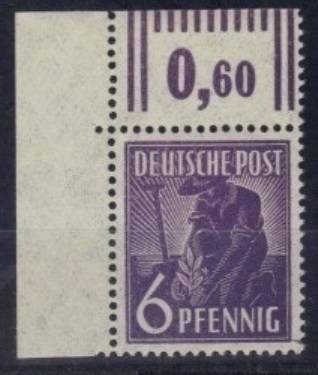 0,60
DEUTSCHE POST
6 PFENNIG